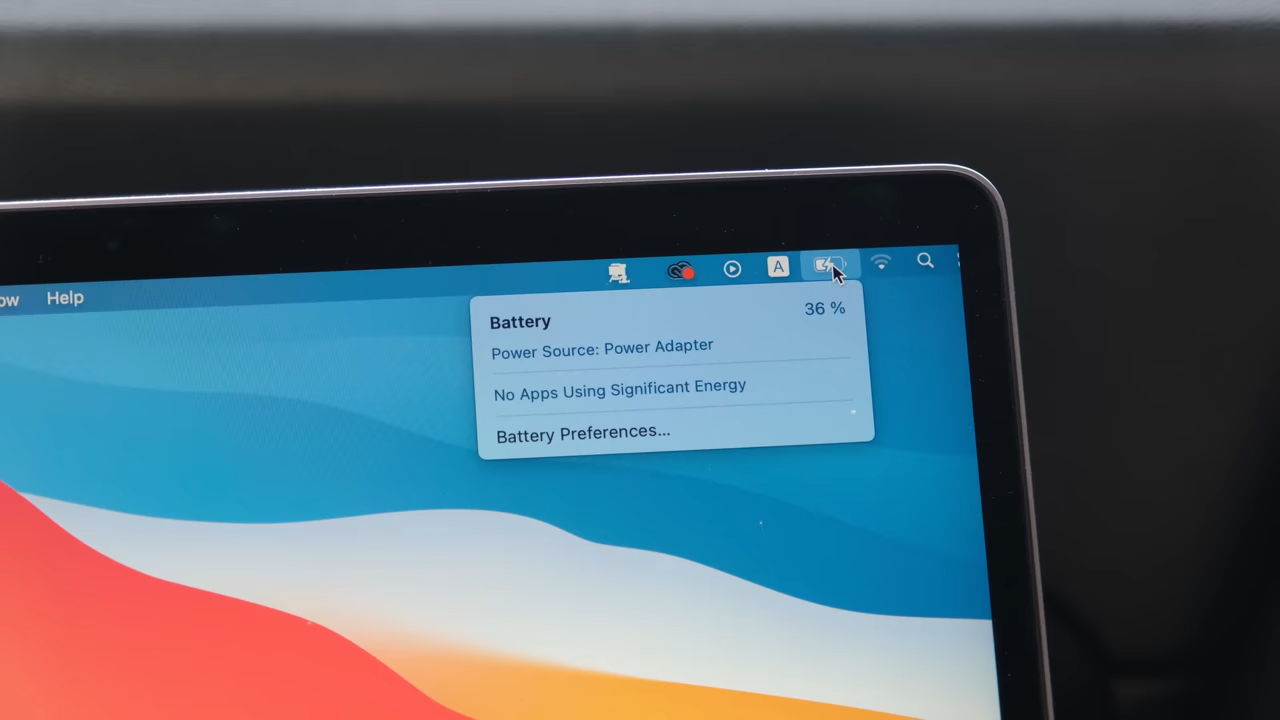 ow Help A
Battery 36 %
Power Source: Power Adapter
No Apps Using Significant Energy
Battery Preferences...